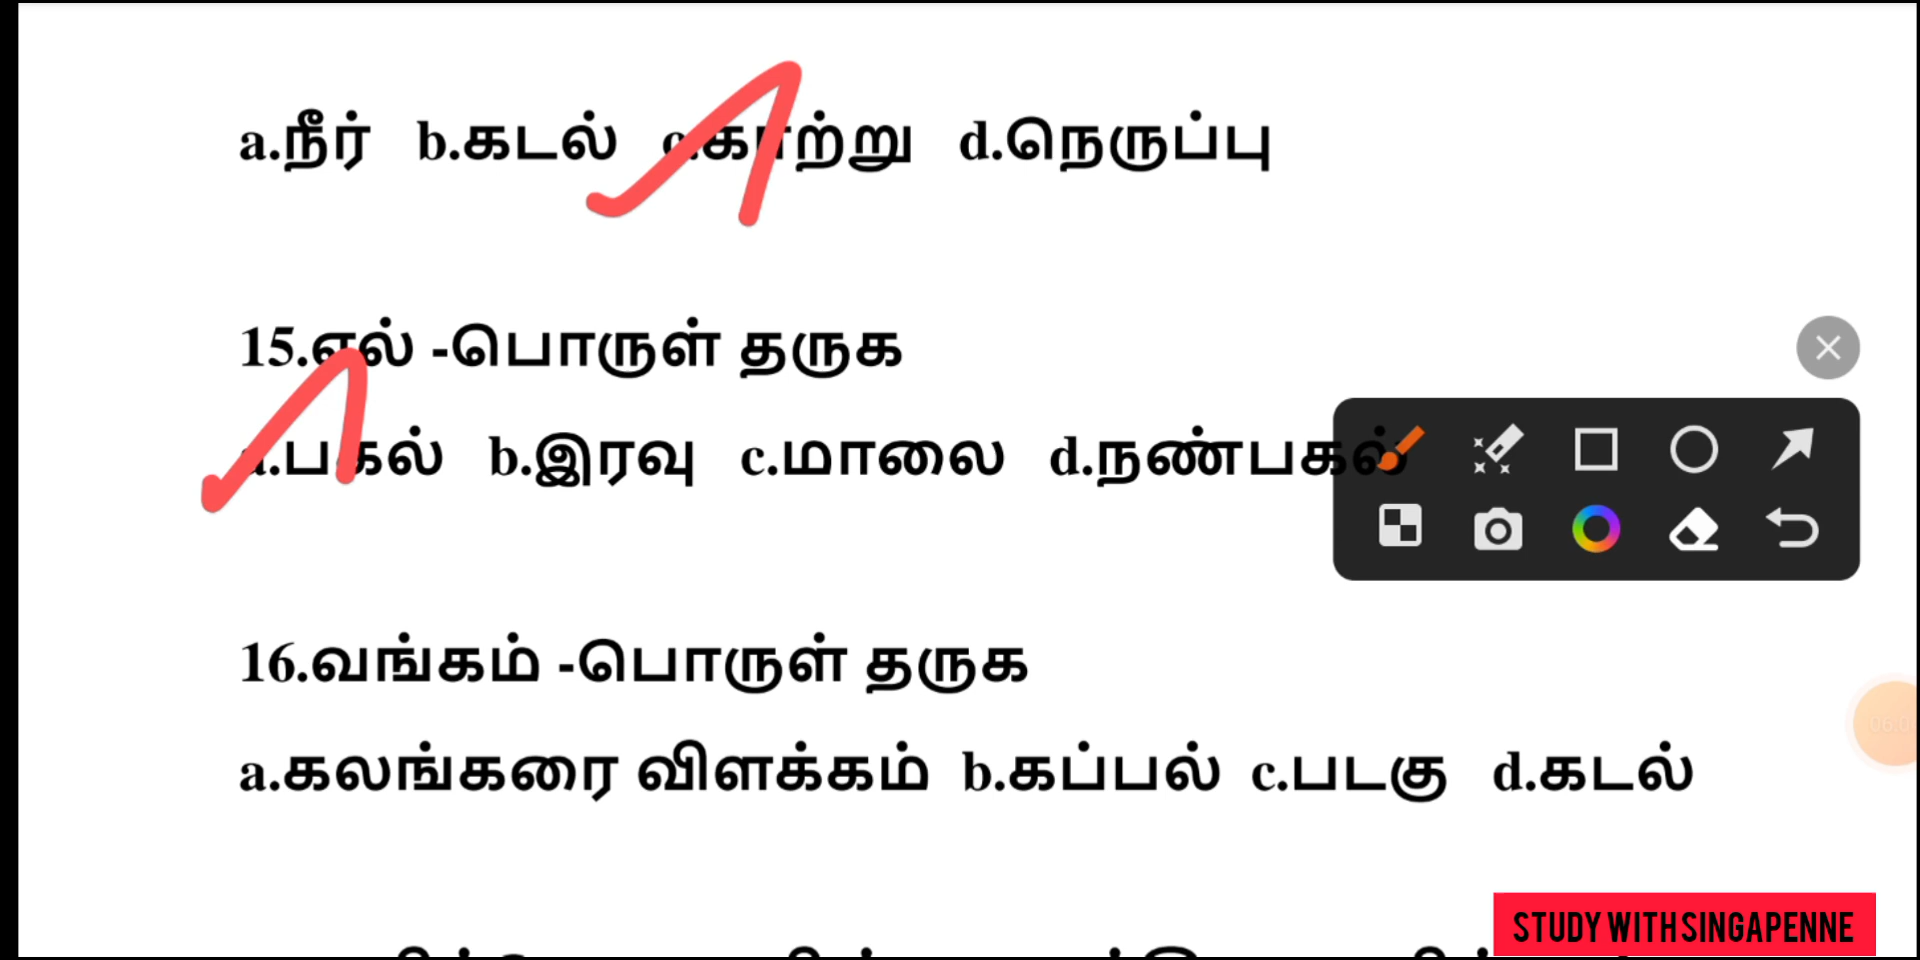 a.நீர் b.கடல் c.காற்று d.நெருப்பு
15.எல் -பொருள் தருக
a.பகல் b.இரவு c.மாலை d.நண்பகல்
16.வங்கம் -பொருள் தருக
a.கலங்கரை விளக்கம் b.கப்பல் c.படகு d.கடல்
STUDY WITH SINGAPENNE